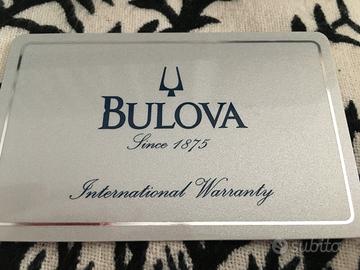 BULOVA
Since 1875
International Warranty
subito